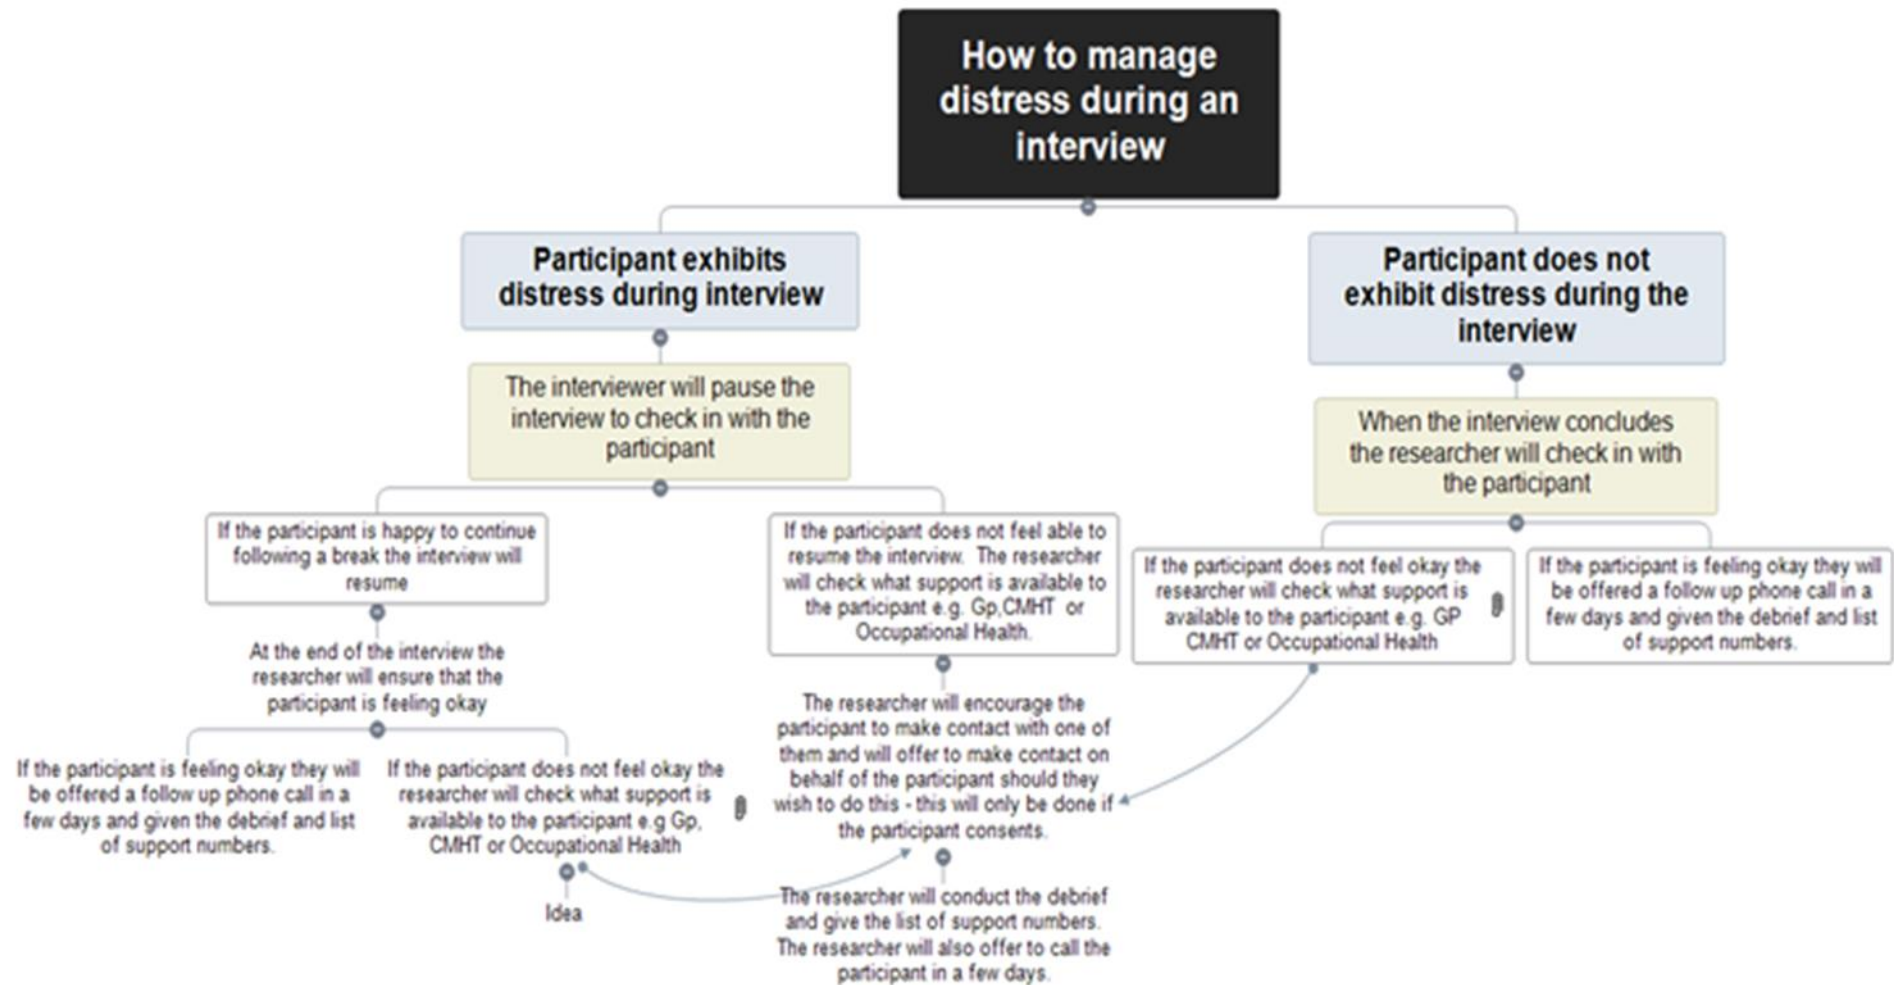 How to manage
distress during an
interview
Participant exhibits
distress during interview
The interviewer will pause the
interview to check in with the
participant
If the participant is happy to continue
following a break the interview will
resume
At the end of the interview the
researcher will ensure that the
participant is feeling okay
If the participant is feeling okay they will
be offered a follow up phone call in a
few days and given the debrief and list
of support numbers.
If the participant does not feel okay the
researcher will check what support is
available to the participant e.g Gp,
CMHT or Occupational Health
Idea
If the participant does not feel able to
resume the interview. The researcher
will check what support is available to
the participant e.g. Gp,CMHT or
Occupational Health.
The researcher will encourage the
participant to make contact with one of
them and will offer to make contact on
behalf of the participant should they
wish to do this - this will only be done if
the participant consents.
The researcher will conduct the debrief
and give the list of support numbers.
The researcher will also offer to call the
participant in a few days.
Participant does not
exhibit distress during the
interview
When the interview concludes
the researcher will check in with
the participant
If the participant does not feel okay the
researcher will check what support is
available to the participant e.g. GP
CMHT or Occupational Health
If the participant is feeling okay they will
be offered a follow up phone call in a
few days and given the debrief and list
of support numbers.